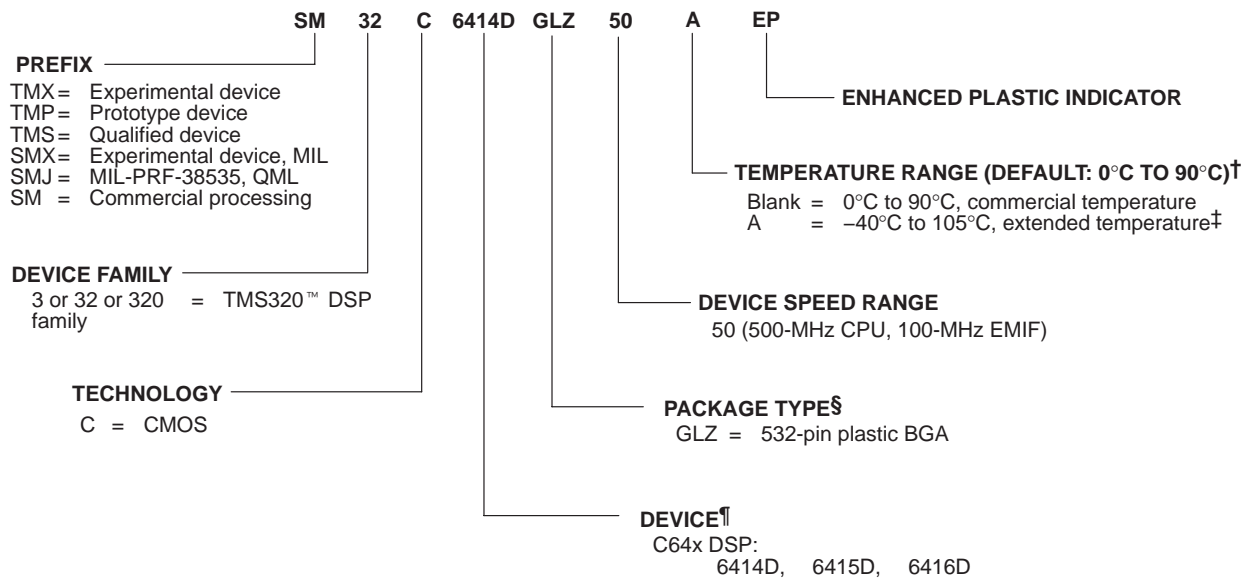 SM 32 C 6414D GLZ 50 A EP
PREFIX
TMX = Experimental device
TMP = Prototype device
TMS = Qualified device
SMX = Experimental device, MIL
SMJ = MIL-PRF-38535, QML
SM = Commercial processing
ENHANCED PLASTIC INDICATOR
TEMPERATURE RANGE (DEFAULT: 0°C TO 90°C)†
Blank = 0°C to 90°C, commercial temperature
A = −40°C to 105°C, extended temperature‡
DEVICE FAMILY
3 or 32 or 320 = TMS320™ DSP
family
DEVICE SPEED RANGE
50 (500-MHz CPU, 100-MHz EMIF)
TECHNOLOGY
C = CMOS
PACKAGE TYPE§
GLZ = 532-pin plastic BGA
DEVICE¶
C64x DSP:
6414D, 6415D, 6416D